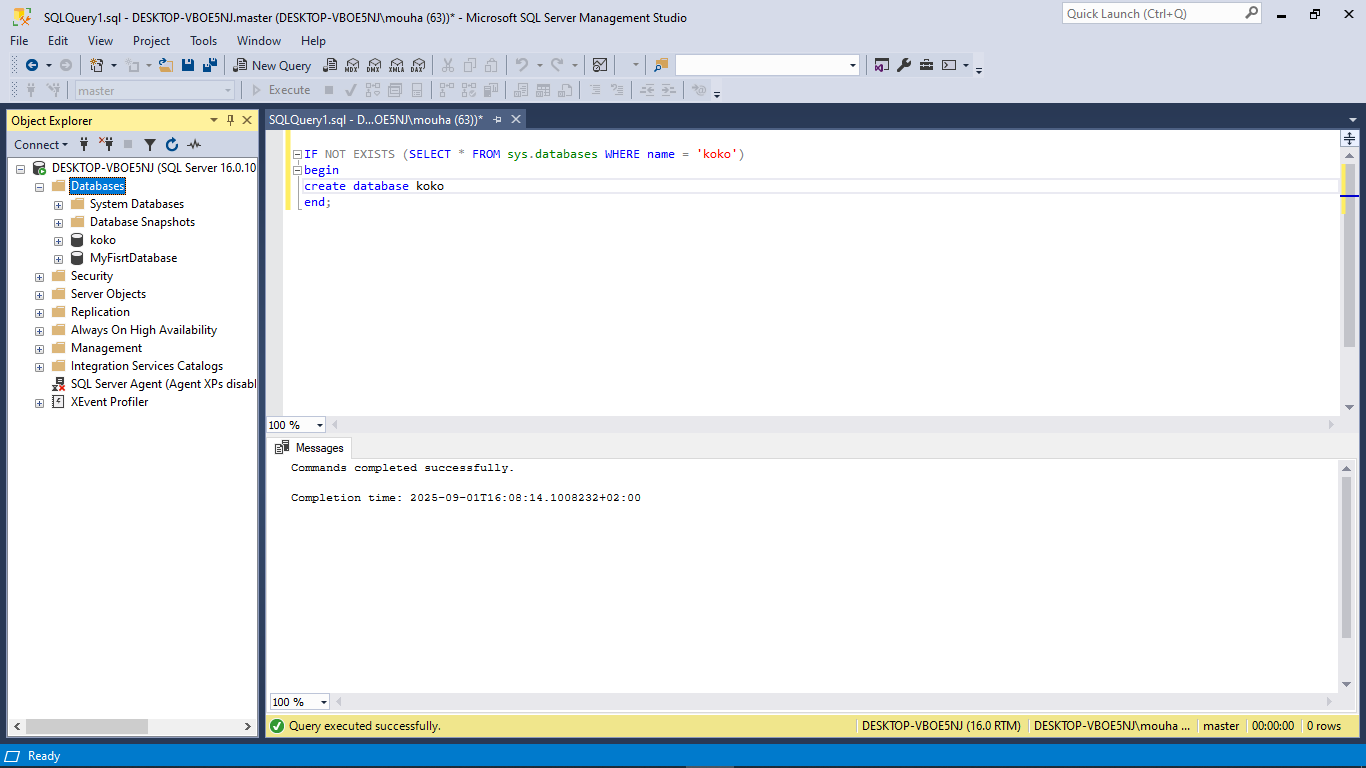 SQLQuery1.sql - DESKTOP-VBOE5NJ.master (DESKTOP-VBOE5NJ\mouha (63))* - Microsoft SQL Server Management Studio
Quick Launch (Ctrl+Q)
File Edit View Project Tools Window Help
New Query MDX DMX XMLA DAX
master Execute
Object Explorer
SQLQuery1.sql - D...OE5NJ\mouha (63))*
Connect
DESKTOP-VBOE5NJ (SQL Server 16.0.10
Databases
System Databases
Database Snapshots
koko
MyFisrtDatabase
Security
Server Objects
Replication
Always On High Availability
Management
Integration Services Catalogs
SQL Server Agent (Agent XPs disabl
XEvent Profiler
IF NOT EXISTS (SELECT * FROM sys.databases WHERE name = 'koko')
begin
create database koko
end;
100 %
Messages
Commands completed successfully.
Completion time: 2025-09-01T16:08:14.1008232+02:00
100 %
Query executed successfully.
DESKTOP-VBOE5NJ (16.0 RTM) DESKTOP-VBOE5NJ\mouha ... master 00:00:00 0 rows
Ready